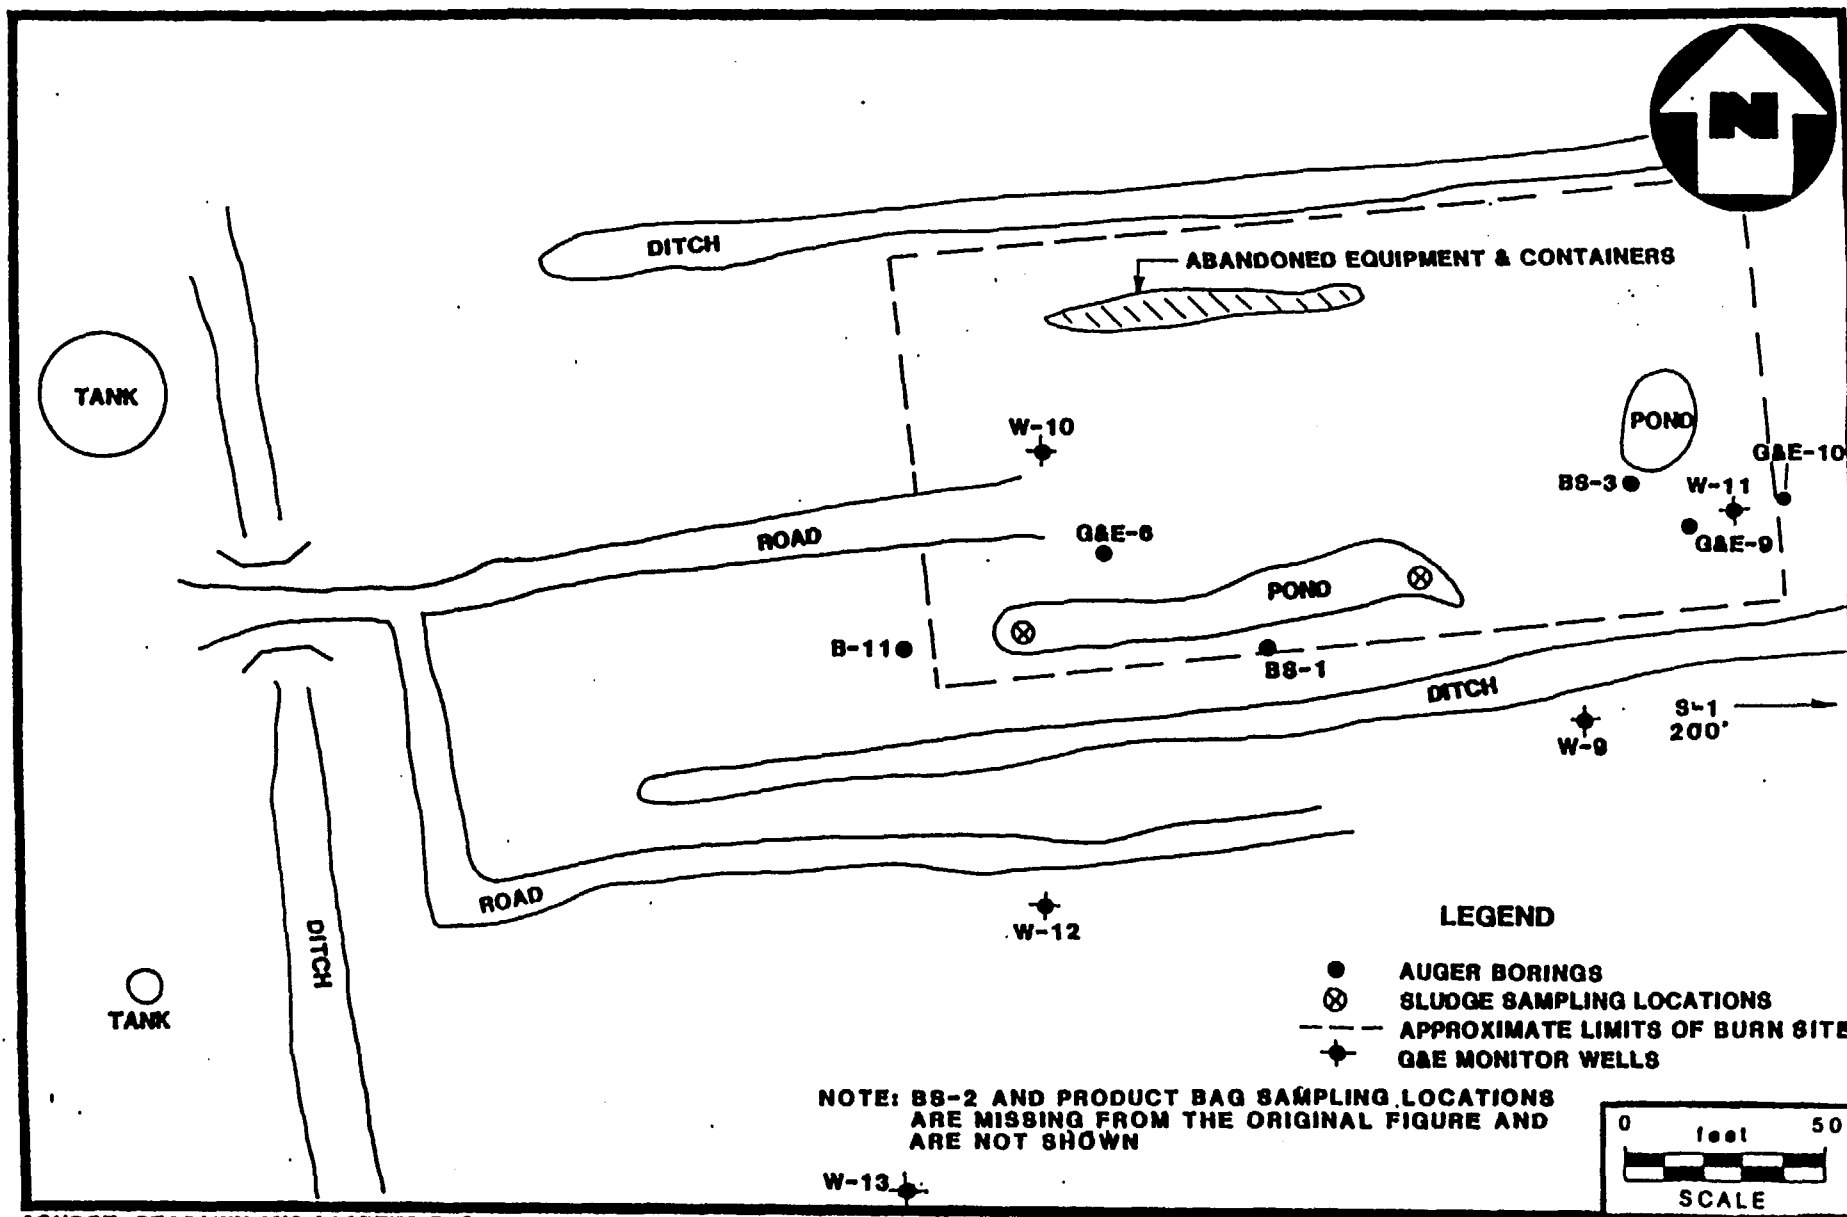 N
DITCH
ABANDONED EQUIPMENT & CONTAINERS
TANK
POND
W-10
G&E-10
BS-3
W-11
ROAD
G&E-6
G&E-9
POND
B-11
BS-1
DITCH
S-1
200'
W-9
ROAD
W-12
DITCH
TANK
LEGEND
AUGER BORINGS
SLUDGE SAMPLING LOCATIONS
APPROXIMATE LIMITS OF BURN SITE
G&E MONITOR WELLS
NOTE: BS-2 AND PRODUCT BAG SAMPLING LOCATIONS
ARE MISSING FROM THE ORIGINAL FIGURE AND
ARE NOT SHOWN
0 feet 50
SCALE
W-13